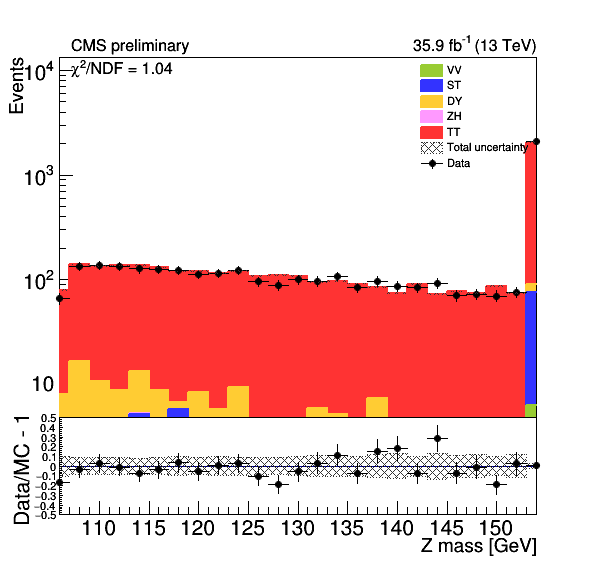 CMS preliminary
35.9 fb⁻¹ (13 TeV)
χ²/NDF = 1.04
Events
10⁴
10³
10²
10
VV
ST
DY
ZH
TT
Total uncertainty
Data
Data/MC - 1
0.5
0.4
0.3
0.2
0.1
0
-0.1
-0.2
-0.3
-0.4
-0.5
110 115 120 125 130 135 140 145 150
Z mass [GeV]